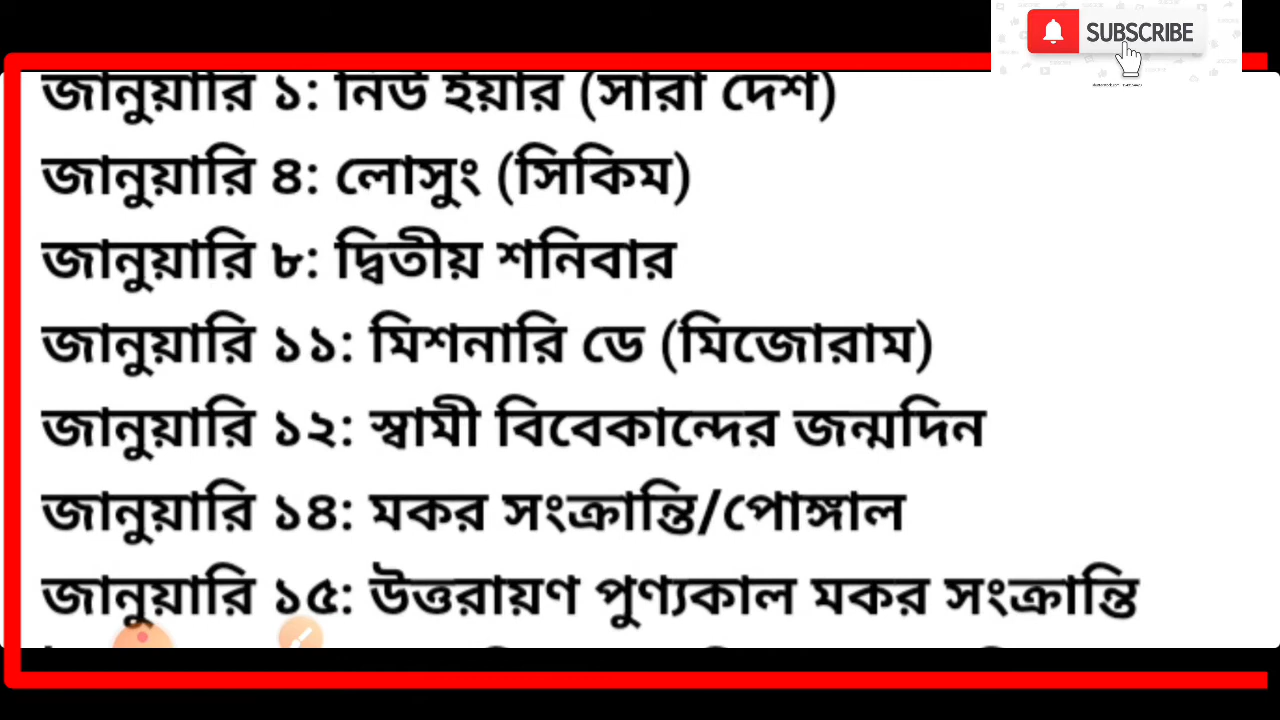 SUBSCRIBE
জানুয়ারি ১: নিউ ইয়ার (সারা দেশ)
জানুয়ারি ৪: লোসুং (সিকিম)
জানুয়ারি ৮: দ্বিতীয় শনিবার
জানুয়ারি ১১: মিশনারি ডে (মিজোরাম)
জানুয়ারি ১২: স্বামী বিবেকান্দের জন্মদিন
জানুয়ারি ১৪: মকর সংক্রান্তি/পোঙ্গাল
জানুয়ারি ১৫: উত্তরায়ণ পুণ্যকাল মকর সংক্রান্তি